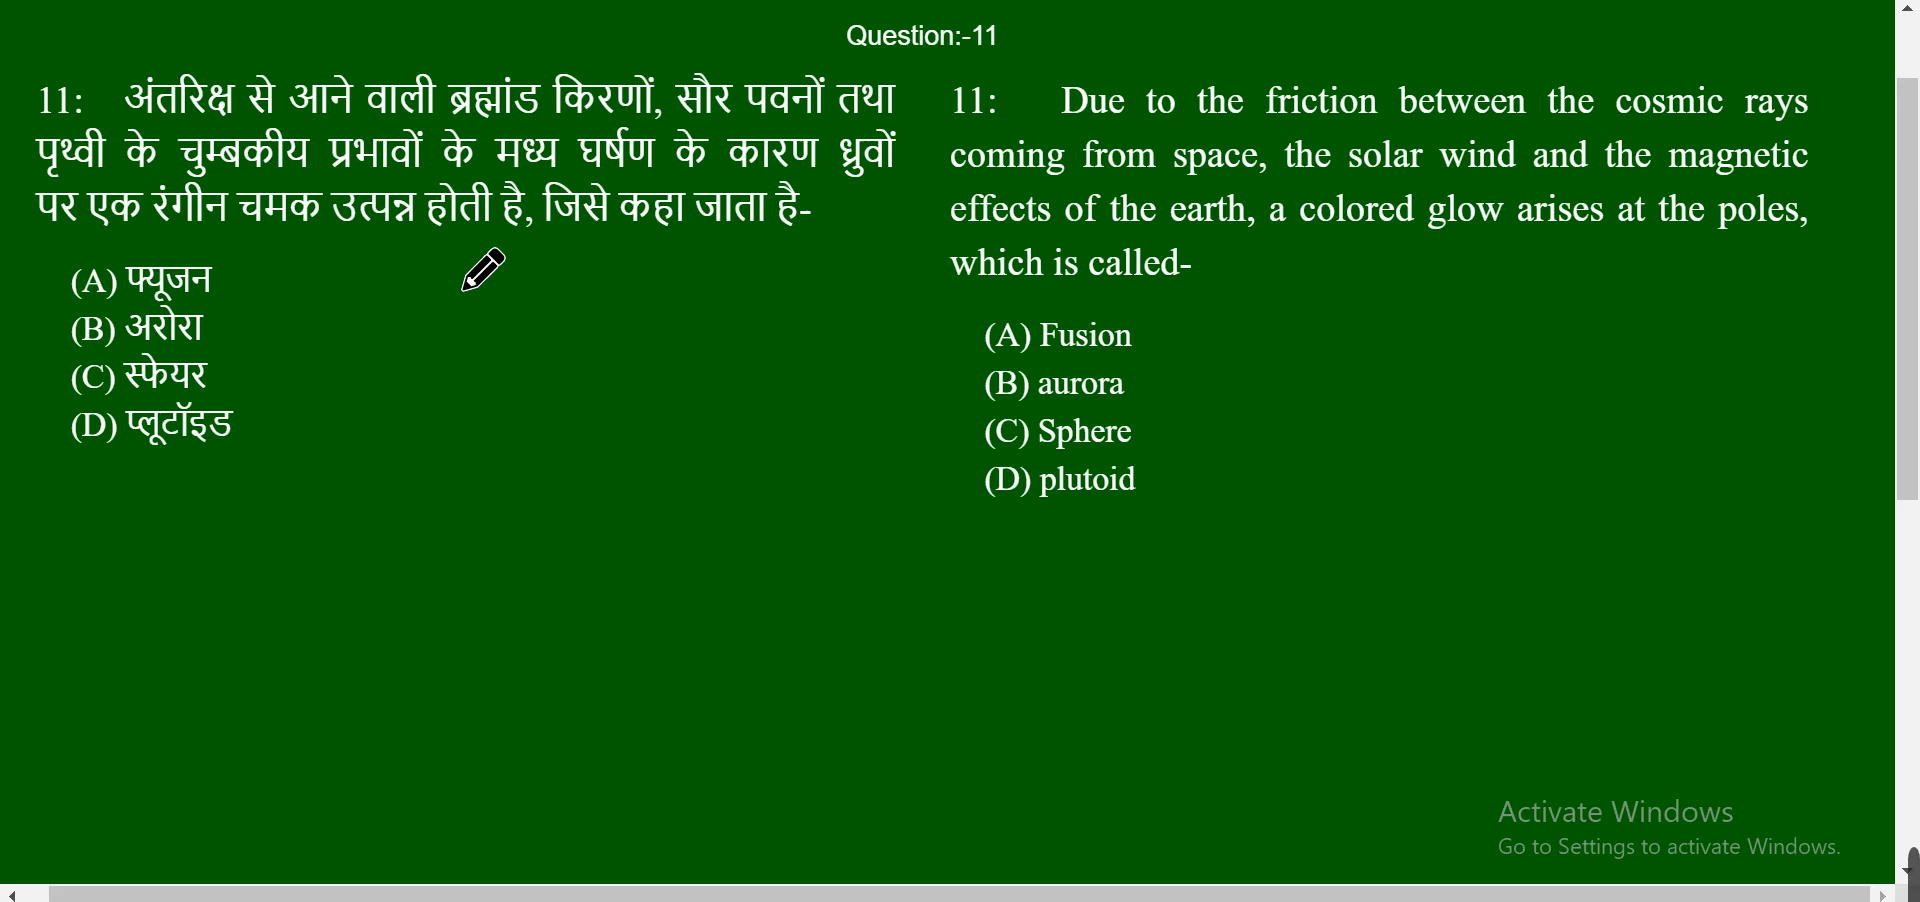 Question:-11
11: अंतरिक्ष से आने वाली ब्रह्मांड किरणों, सौर पवनों तथा
पृथ्वी के चुम्बकीय प्रभावों के मध्य घर्षण के कारण ध्रुवों
पर एक रंगीन चमक उत्पन्न होती है, जिसे कहा जाता है-
(A) फ्यूजन
(B) अरोरा
(C) स्फेयर
(D) प्लूटॉइड
11: Due to the friction between the cosmic rays
coming from space, the solar wind and the magnetic
effects of the earth, a colored glow arises at the poles,
which is called-
(A) Fusion
(B) aurora
(C) Sphere
(D) plutoid
Activate Windows
Go to Settings to activate Windows.